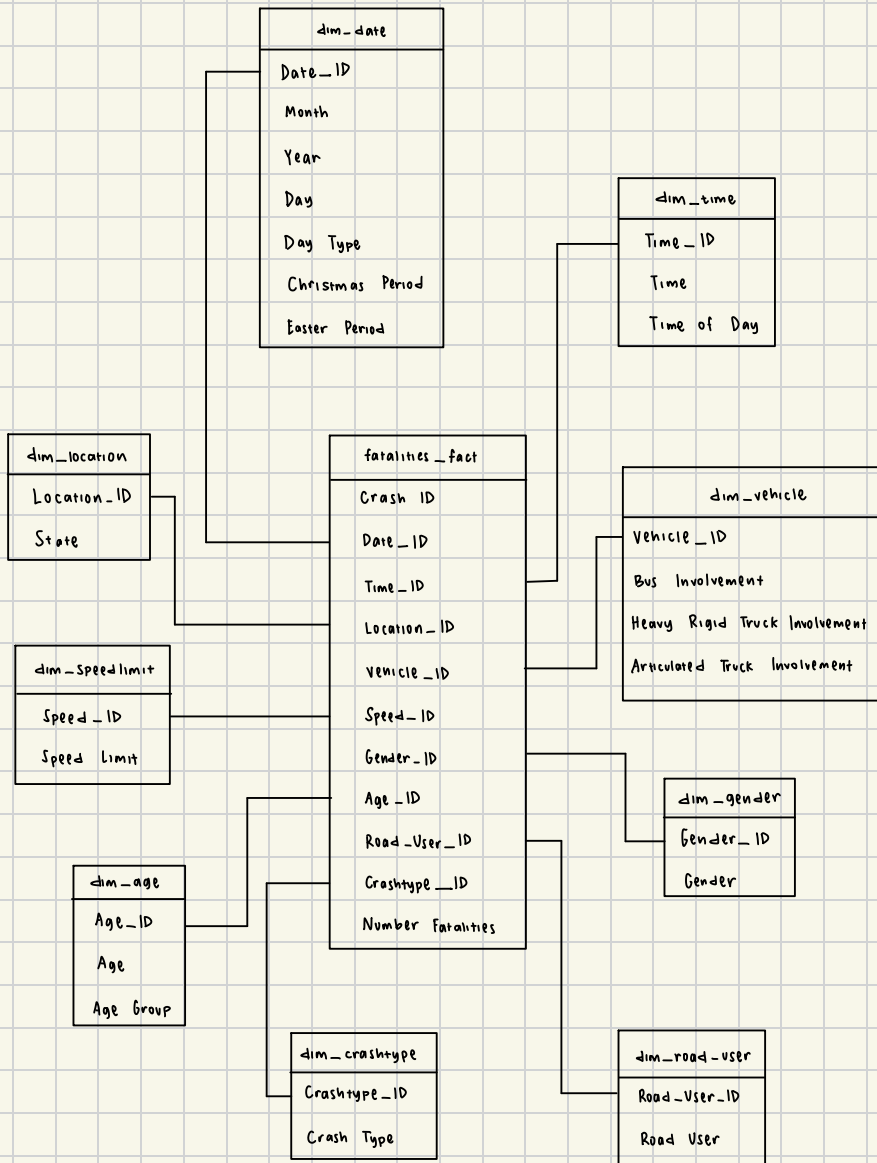 dim_date
Date_ID
Month
Year
Day
Day Type
Christmas Period
Easter Period
dim_time
Time_ID
Time
Time of Day
dim_location
Location_ID
State
fatalities_fact
Crash ID
Date_ID
Time_ID
Location_ID
Vehicle_ID
Speed_ID
Gender_ID
Age_ID
Road_User_ID
Crashtype_ID
Number Fatalities
dim_vehicle
Vehicle_ID
Bus Involvement
Heavy Rigid Truck Involvement
Articulated Truck Involvement
dim_speedlimit
Speed_ID
Speed Limit
dim_gender
Gender_ID
Gender
dim_age
Age_ID
Age
Age Group
dim_crashtype
Crashtype_ID
Crash Type
dim_road_user
Road_User_ID
Road User